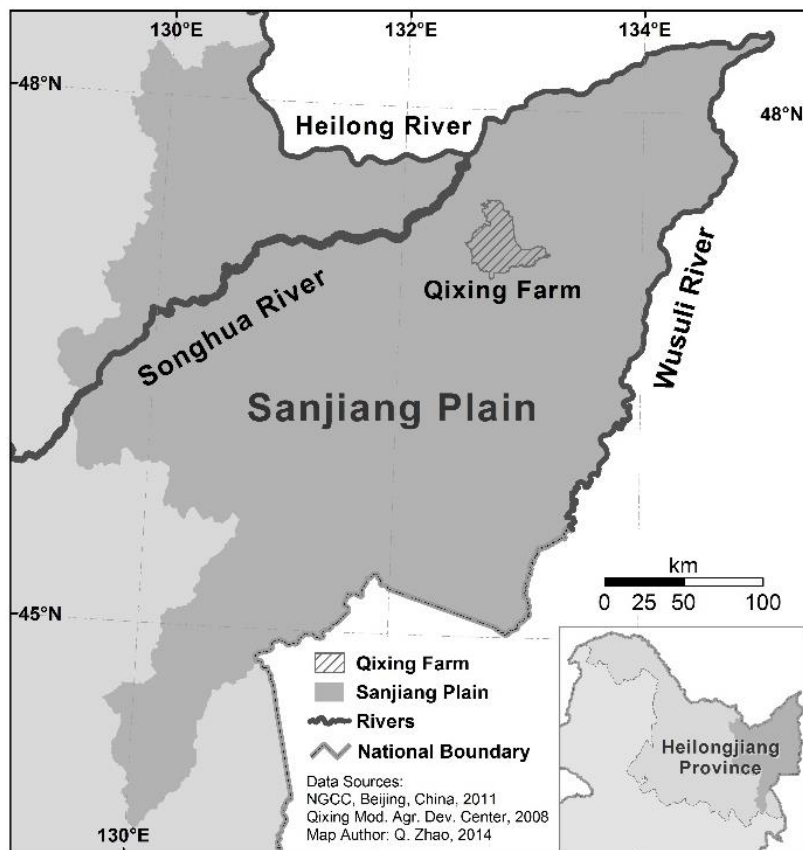 130°E
132°E
134°E
48°N
48°N
Heilong River
Qixing Farm
Songhua River
Wusuli River
Sanjiang Plain
km
0 25 50 100
45°N
Qixing Farm
Sanjiang Plain
Rivers
National Boundary
Data Sources:
NGCC, Beijing, China, 2011
Qixing Mod. Agr. Dev. Center, 2008
Map Author: Q. Zhao, 2014
Heilongjiang
Province
130°E